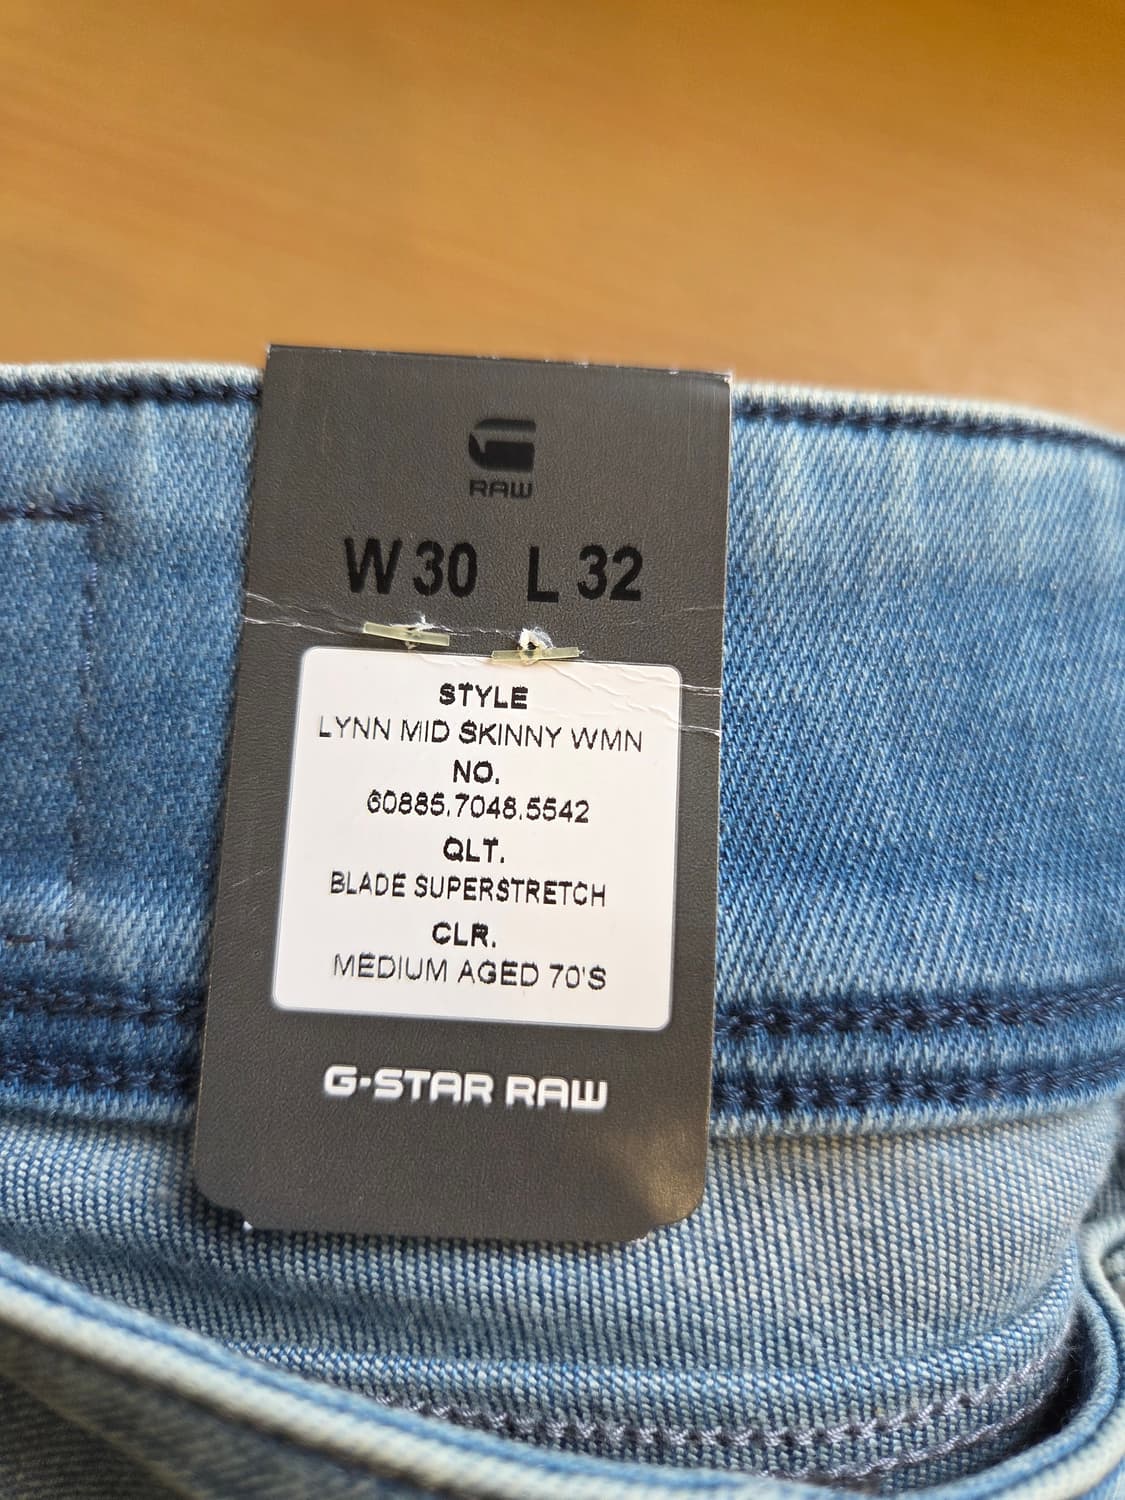 RAW
W 30 L 32
STYLE
LYNN MID SKINNY WMN
NO.
60885.7048.5542
QLT.
BLADE SUPERSTRETCH
CLR.
MEDIUM AGED 70'S
G-STAR RAW